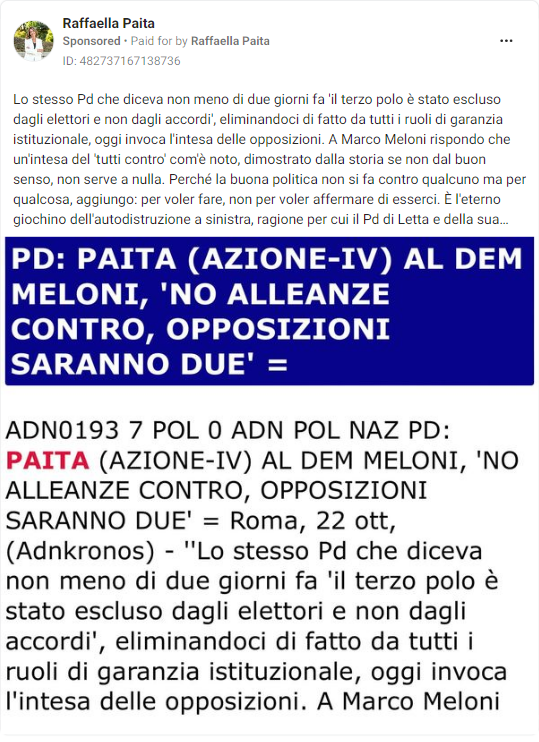 Raffaella Paita
Sponsored • Paid for by Raffaella Paita
ID: 482737167138736
Lo stesso Pd che diceva non meno di due giorni fa 'il terzo polo è stato escluso
dagli elettori e non dagli accordi', eliminandoci di fatto da tutti i ruoli di garanzia
istituzionale, oggi invoca l'intesa delle opposizioni. A Marco Meloni rispondo che
un'intesa del 'tutti contro' com'è noto, dimostrato dalla storia se non dal buon
senso, non serve a nulla. Perché la buona politica non si fa contro qualcuno ma per
qualcosa, aggiungo: per voler fare, non per voler affermare di esserci. È l'eterno
giochino dell'autodistruzione a sinistra, ragione per cui il Pd di Letta e della sua...
PD: PAITA (AZIONE-IV) AL DEM
MELONI, 'NO ALLEANZE
CONTRO, OPPOSIZIONI
SARANNO DUE' =
ADN0193 7 POL 0 ADN POL NAZ PD:
PAITA (AZIONE-IV) AL DEM MELONI, 'NO
ALLEANZE CONTRO, OPPOSIZIONI
SARANNO DUE' = Roma, 22 ott,
(Adnkronos) - ''Lo stesso Pd che diceva
non meno di due giorni fa 'il terzo polo è
stato escluso dagli elettori e non dagli
accordi', eliminandoci di fatto da tutti i
ruoli di garanzia istituzionale, oggi invoca
l'intesa delle opposizioni. A Marco Meloni